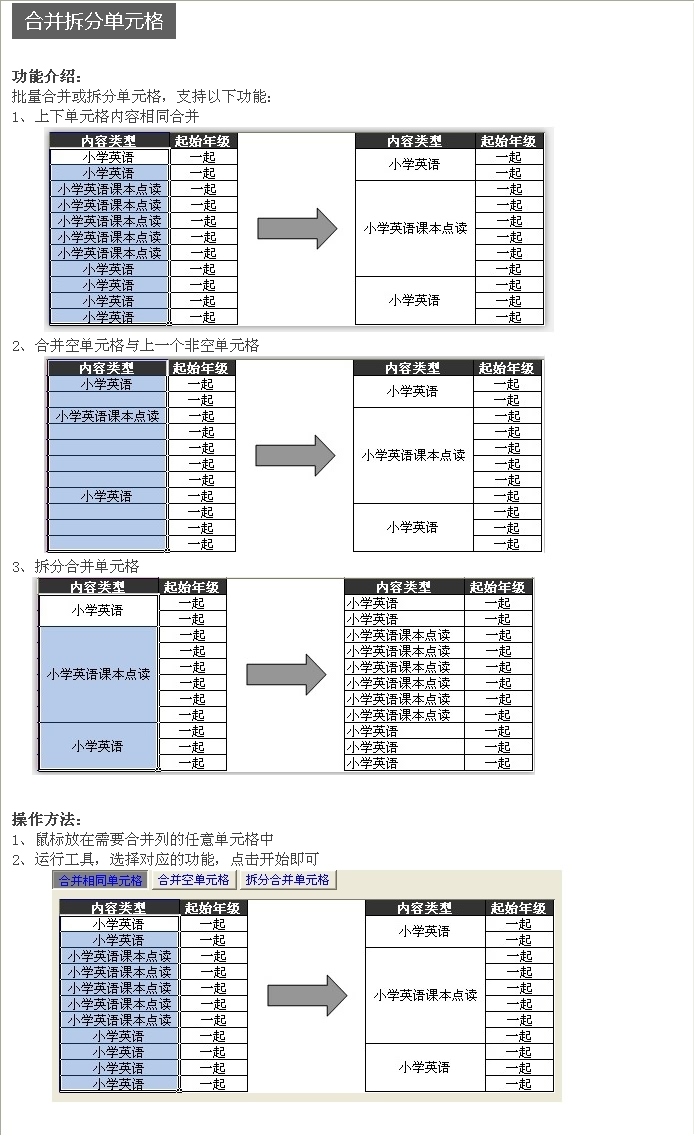 合并拆分单元格
功能介绍：
批量合并或拆分单元格，支持以下功能：
1、上下单元格内容相同合并
内容类型 起始年级
小学英语 一起
小学英语 一起
小学英语课本点读 一起
小学英语课本点读 一起
小学英语课本点读 一起
小学英语课本点读 一起
小学英语课本点读 一起
小学英语 一起
小学英语 一起
小学英语 一起
小学英语 一起
内容类型 起始年级
小学英语 一起
一起
一起
一起
一起
小学英语课本点读 一起
一起
一起
一起
小学英语 一起
一起
2、合并空单元格与上一个非空单元格
内容类型 起始年级
小学英语 一起
一起
小学英语课本点读 一起
一起
一起
一起
一起
小学英语 一起
一起
一起
一起
内容类型 起始年级
小学英语 一起
一起
一起
一起
一起
小学英语课本点读 一起
一起
一起
一起
小学英语 一起
一起
3、拆分合并单元格
内容类型 起始年级
小学英语 一起
一起
一起
一起
一起
小学英语课本点读 一起
一起
一起
一起
小学英语 一起
一起
内容类型 起始年级
小学英语 一起
小学英语 一起
小学英语课本点读 一起
小学英语课本点读 一起
小学英语课本点读 一起
小学英语课本点读 一起
小学英语课本点读 一起
小学英语课本点读 一起
小学英语 一起
小学英语 一起
小学英语 一起
操作方法：
1、鼠标放在需要合并列的任意单元格中
2、运行工具，选择对应的功能，点击开始即可
合并相同单元格 合并空单元格 拆分合并单元格
内容类型 起始年级
小学英语 一起
小学英语 一起
小学英语课本点读 一起
小学英语课本点读 一起
小学英语课本点读 一起
小学英语课本点读 一起
小学英语课本点读 一起
小学英语 一起
小学英语 一起
小学英语 一起
小学英语 一起
内容类型 起始年级
小学英语 一起
一起
一起
一起
一起
小学英语课本点读 一起
一起
一起
一起
小学英语 一起
一起